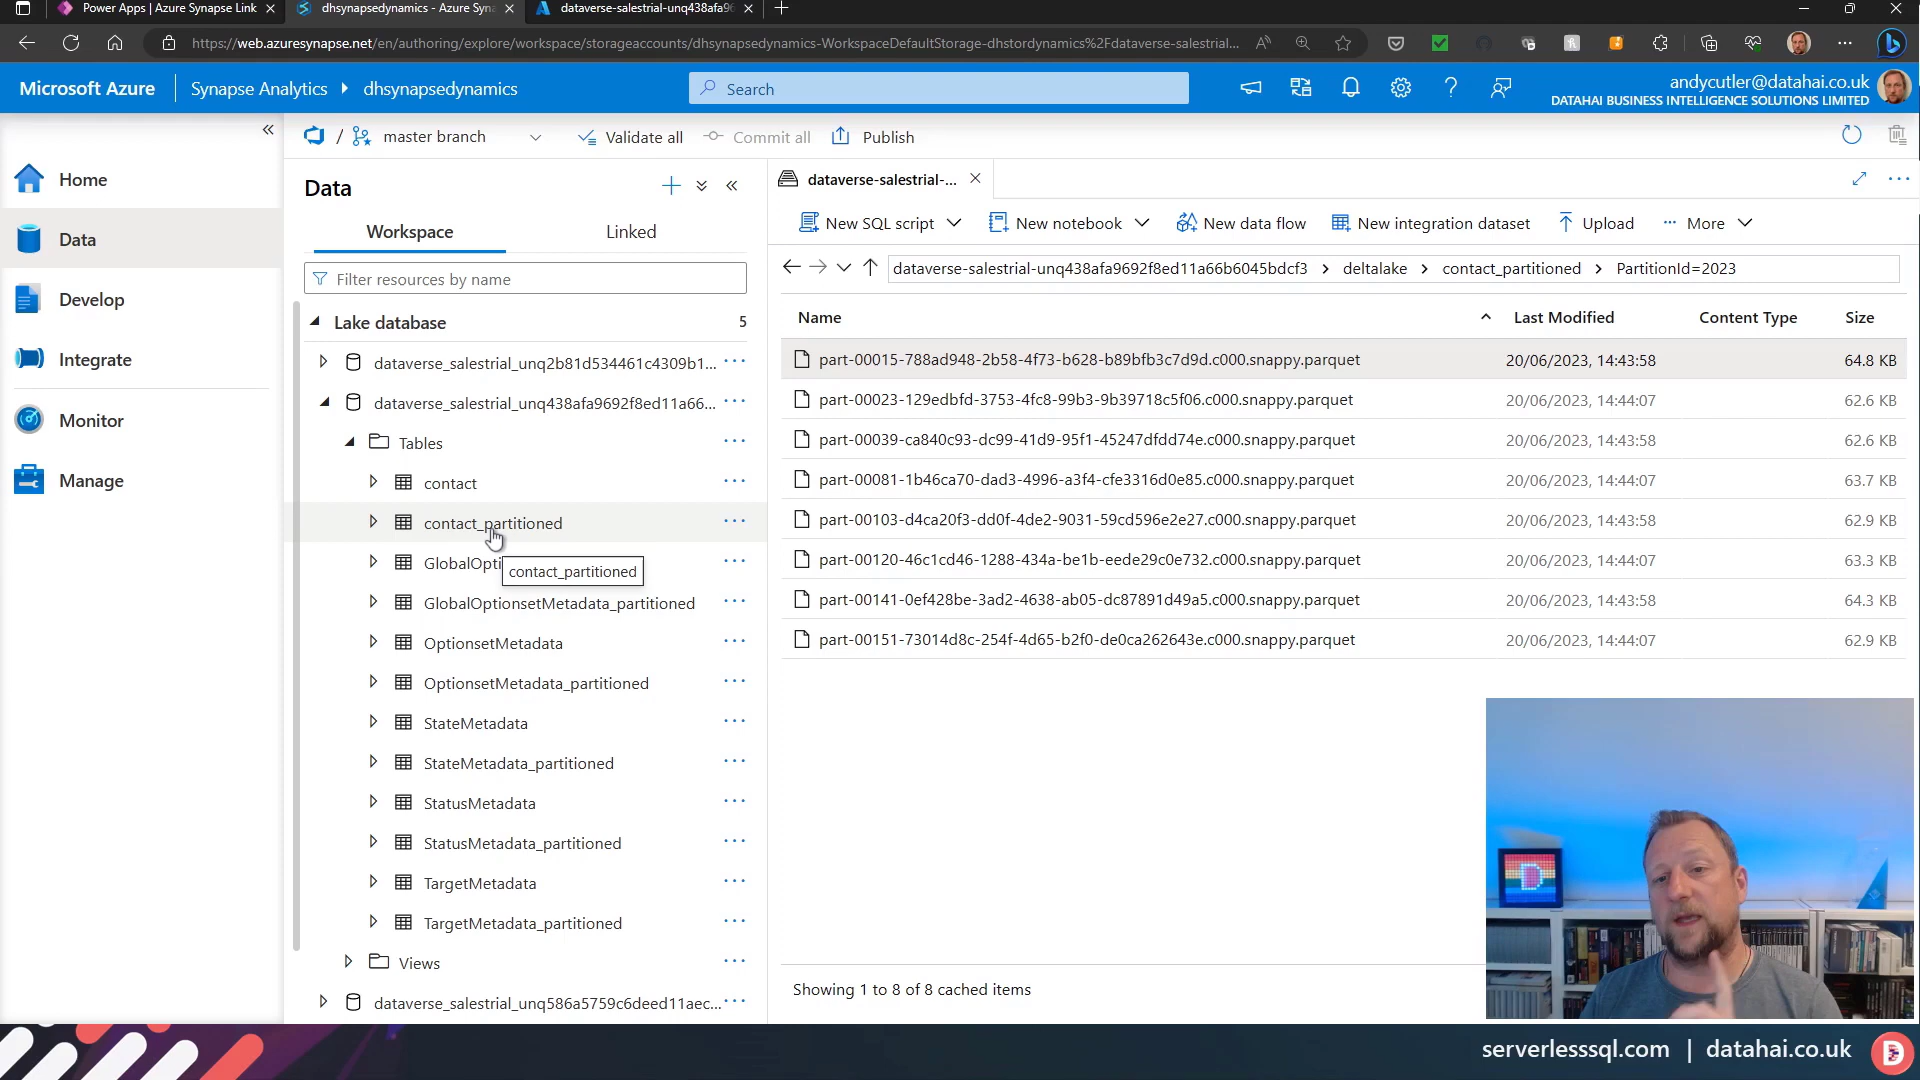 Power Apps | Azure Synapse Link
dhsynapsedynamics - Azure Syna
dataverse-salestrial-unq438afa96
https://web.azuresynapse.net/en/authoring/explore/workspace/storageaccounts/dhsynapsedynamics-WorkspaceDefaultStorage-dhstordynamics%2Fdataverse-salestrial...
Microsoft Azure
Synapse Analytics
dhsynapsedynamics
Search
andycutler@datahai.co.uk
DATAHAI BUSINESS INTELLIGENCE SOLUTIONS LIMITED
/ master branch
Validate all
Commit all
Publish
Home
Data
Develop
Integrate
Monitor
Manage
Data
Workspace
Linked
Filter resources by name
Lake database 5
dataverse_salestrial_unq2b81d534461c4309b1...
dataverse_salestrial_unq438afa9692f8ed11a66...
Tables
contact
contact_partitioned
GlobalOpti
contact_partitioned
GlobalOptionsetMetadata_partitioned
OptionsetMetadata
OptionsetMetadata_partitioned
StateMetadata
StateMetadata_partitioned
StatusMetadata
StatusMetadata_partitioned
TargetMetadata
TargetMetadata_partitioned
Views
dataverse_salestrial_unq586a5759c6deed11aec...
dataverse-salestrial-...
New SQL script
New notebook
New data flow
New integration dataset
Upload
More
dataverse-salestrial-unq438afa9692f8ed11a66b6045bdcf3 > deltalake > contact_partitioned > PartitionId=2023
Name Last Modified Content Type Size
part-00015-788ad948-2b58-4f73-b628-b89bfb3c7d9d.c000.snappy.parquet 20/06/2023, 14:43:58 64.8 KB
part-00023-129edbfd-3753-4fc8-99b3-9b39718c5f06.c000.snappy.parquet 20/06/2023, 14:44:07 62.6 KB
part-00039-ca840c93-dc99-41d9-95f1-45247dfdd74e.c000.snappy.parquet 20/06/2023, 14:43:58 62.6 KB
part-00081-1b46ca70-dad3-4996-a3f4-cfe3316d0e85.c000.snappy.parquet 20/06/2023, 14:44:07 63.7 KB
part-00103-d4ca20f3-dd0f-4de2-9031-59cd596e2e27.c000.snappy.parquet 20/06/2023, 14:43:58 62.9 KB
part-00120-46c1cd46-1288-434a-be1b-eede29c0e732.c000.snappy.parquet 20/06/2023, 14:44:07 63.3 KB
part-00141-0ef428be-3ad2-4638-ab05-dc87891d49a5.c000.snappy.parquet 20/06/2023, 14:43:58 64.3 KB
part-00151-73014d8c-254f-4d65-b2f0-de0ca262643e.c000.snappy.parquet 20/06/2023, 14:44:07 62.9 KB
Showing 1 to 8 of 8 cached items
D
serverlesssql.com | datahai.co.uk
D